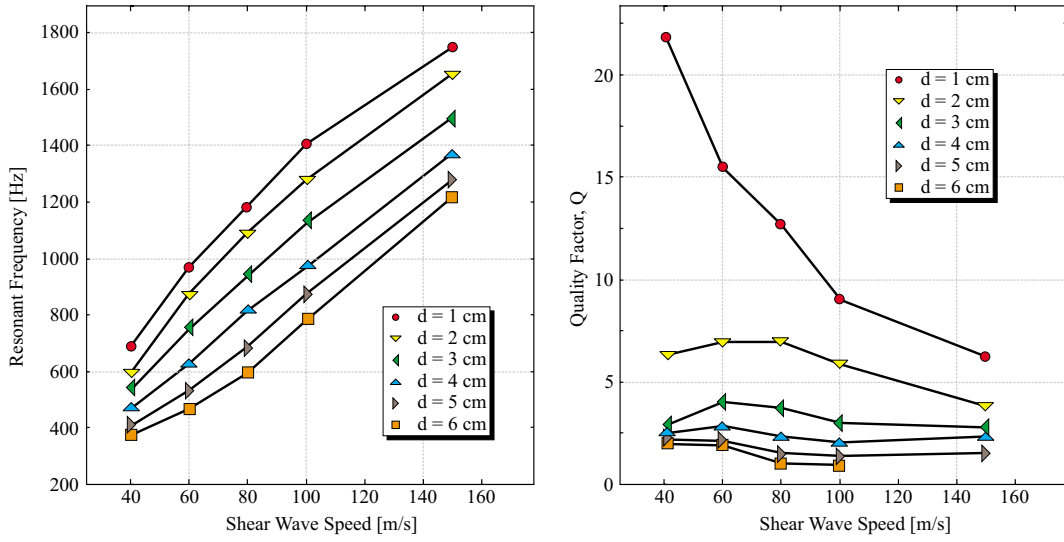 1800
1600
1400
1200
1000
800
600
400
200
40 60 80 100 120 140 160
Resonant Frequency [Hz]
Shear Wave Speed [m/s]
d = 1 cm
d = 2 cm
d = 3 cm
d = 4 cm
d = 5 cm
d = 6 cm
20
15
10
5
0
40 60 80 100 120 140 160
Quality Factor, Q
Shear Wave Speed [m/s]
d = 1 cm
d = 2 cm
d = 3 cm
d = 4 cm
d = 5 cm
d = 6 cm